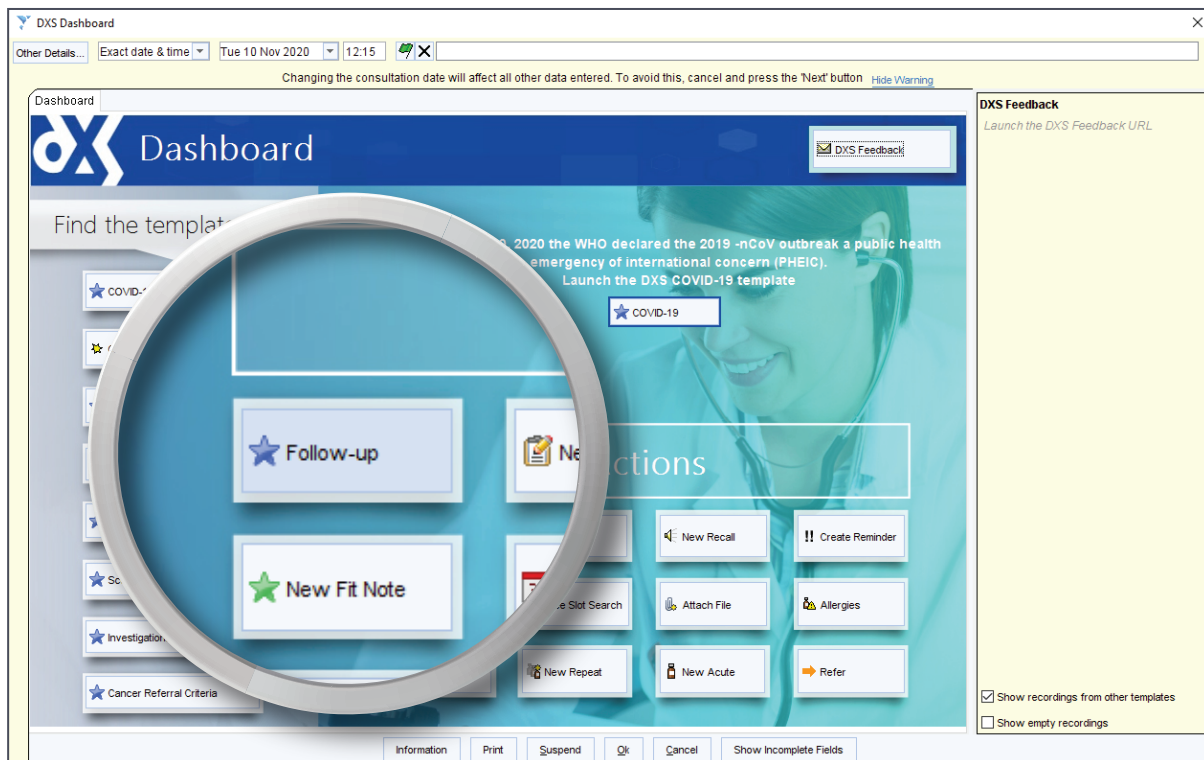 DXS Dashboard
Other Details... Exact date & time Tue 10 Nov 2020 12:15
Changing the consultation date will affect all other data entered. To avoid this, cancel and press the 'Next' button Hide Warning
Dashboard
dXS Dashboard
DXS Feedback
Find the
2020 the WHO declared the 2019 -nCoV outbreak a public health
emergency of international concern (PHEIC).
Launch the DXS COVID-19 template
COVID-19
Follow-up
New Fit Note
New Recall
Create Reminder
Slot Search
Attach File
Allergies
Investigation
New Repeat
New Acute
Refer
Cancer Referral Criteria
DXS Feedback
Launch the DXS Feedback URL
Show recordings from other templates
Show empty recordings
Information Print Suspend Ok Cancel Show Incomplete Fields